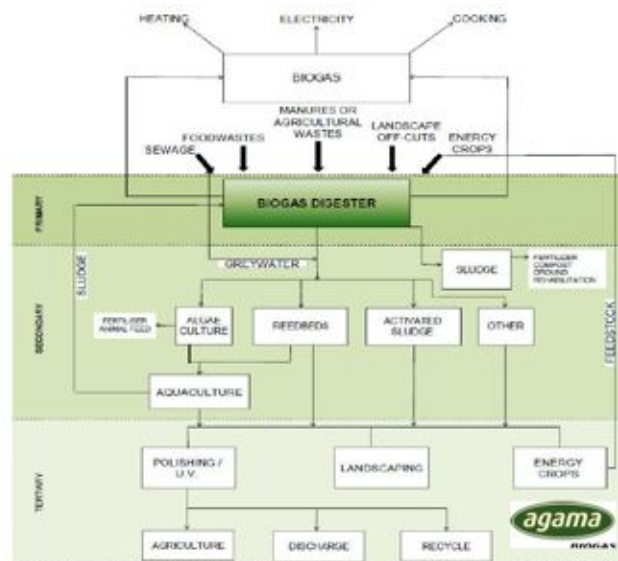 HEATING
ELECTRICITY
COOKING
BIOGAS
MANURES OR
AGRICULTURAL
WASTES
FOODWASTES
LANDSCAPE
OFF-CUTS
ENERGY
CROPS
SEWAGE
PRIMARY
BIOGAS DIGESTER
SECONDARY
SLUDGE
GREYWATER
SLUDGE
FERTILIZER
COMPOST
GROUND
REHABILITATION
FEEDSTOCK
FERTILISER
ANIMAL FEED
ALGAE
CULTURE
REEDBEDS
ACTIVATED
SLUDGE
OTHER
AQUACULTURE
TERTIARY
POLISHING /
U.V.
LANDSCAPING
ENERGY
CROPS
AGRICULTURE
DISCHARGE
RECYCLE
agama
BIOGAS